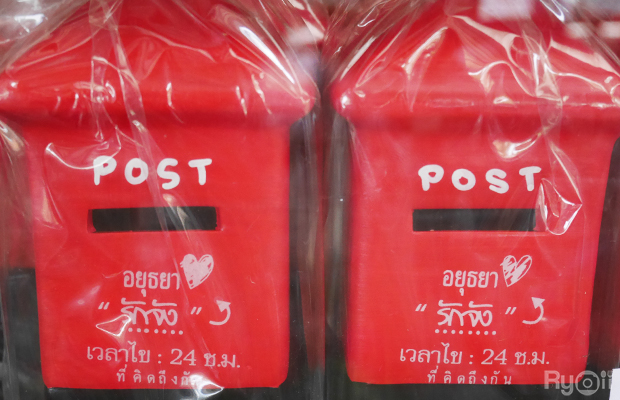 POST
อยุธยา
“รักจัง”
เวลาไข : 24 ช.ม.
ที่คิดถึงกัน
POST
อยุธยา
“รักจัง”
เวลาไข : 24 ช.ม.
ที่คิดถึงกัน
Ryoii